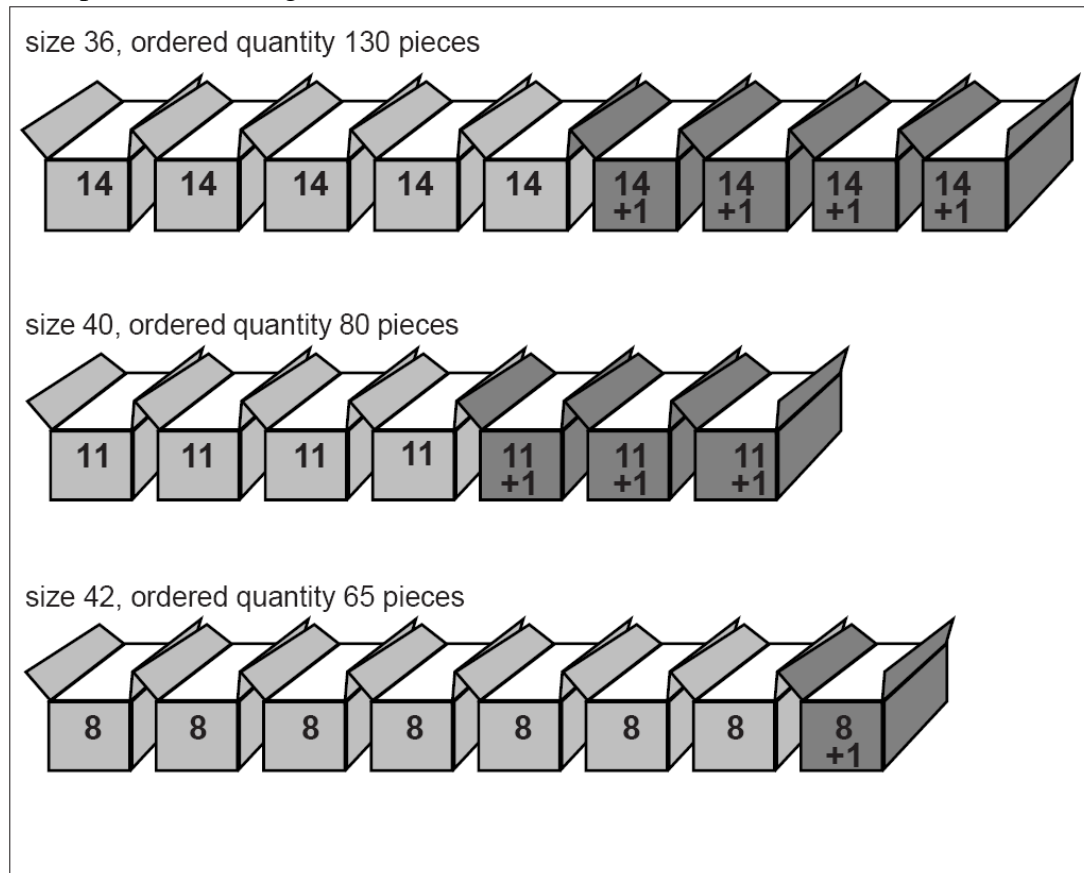 size 36, ordered quantity 130 pieces
14 14 14 14 14 14 14 14 14
+1 +1 +1 +1
size 40, ordered quantity 80 pieces
11 11 11 11 11 11 11
+1 +1 +1
size 42, ordered quantity 65 pieces
8 8 8 8 8 8 8 8
+1